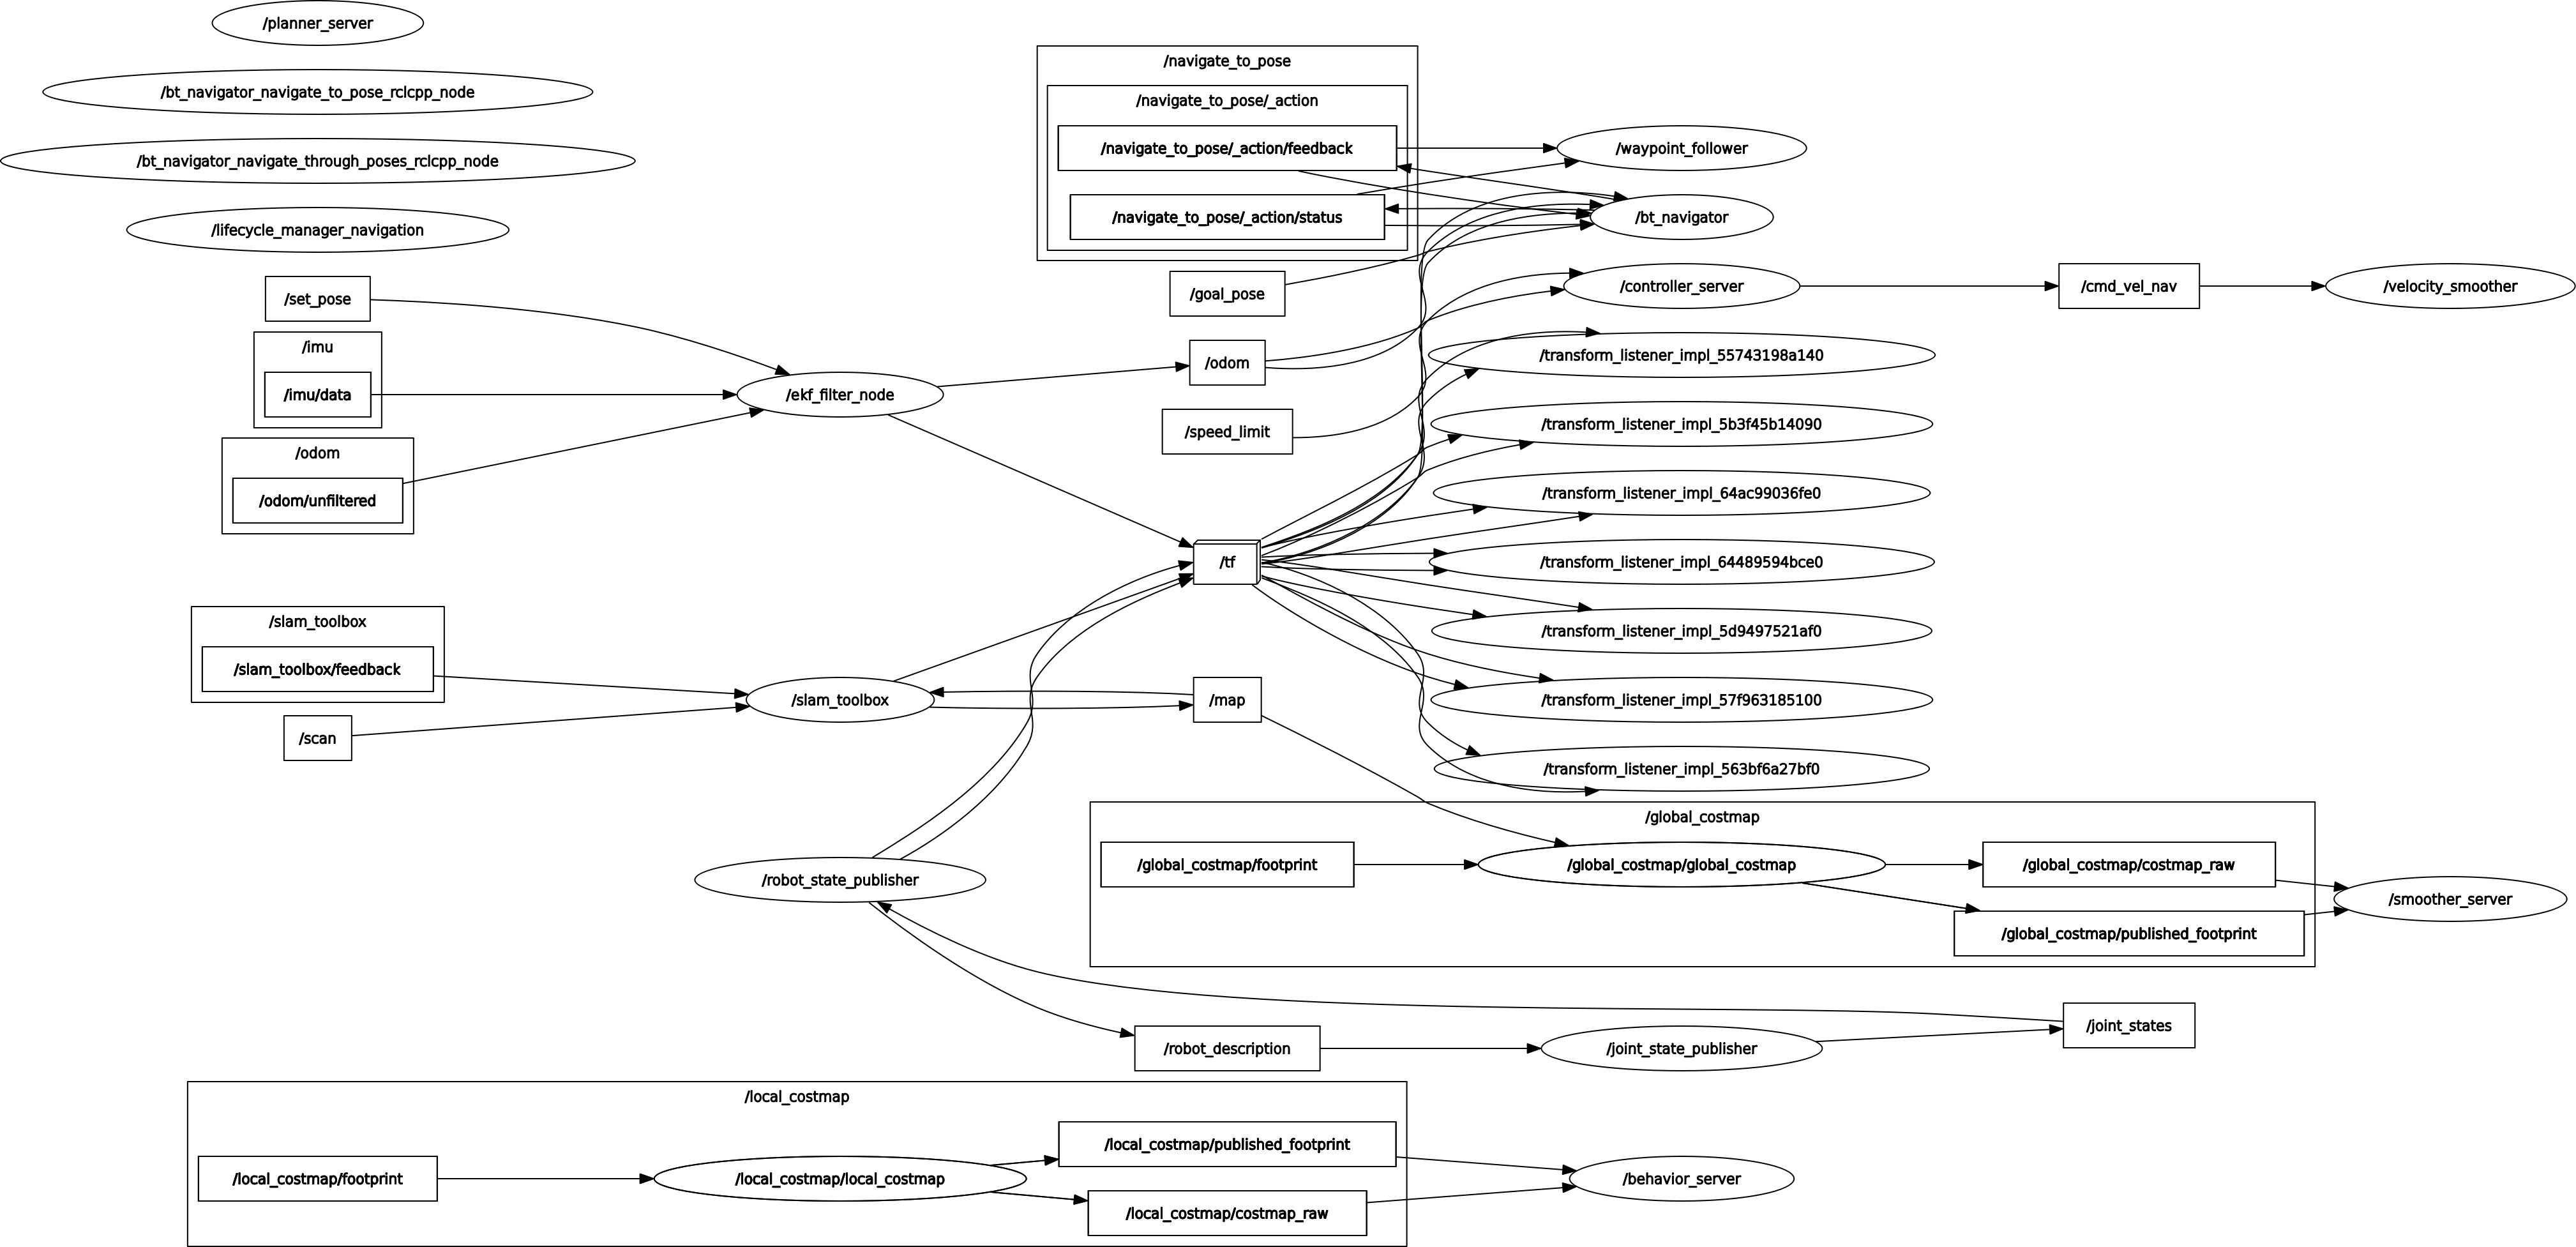 /planner_server
/bt_navigator_navigate_to_pose_rclcpp_node
/bt_navigator_navigate_through_poses_rclcpp_node
/lifecycle_manager_navigation
/set_pose
/imu
/imu/data
/odom
/odom/unfiltered
/slam_toolbox
/slam_toolbox/feedback
/scan
/ekf_filter_node
/slam_toolbox
/robot_state_publisher
/navigate_to_pose
/navigate_to_pose/_action
/navigate_to_pose/_action/feedback
/navigate_to_pose/_action/status
/goal_pose
/odom
/speed_limit
/tf
/map
/waypoint_follower
/bt_navigator
/controller_server
/cmd_vel_nav
/velocity_smoother
/transform_listener_impl_55743198a140
/transform_listener_impl_5b3f45b14090
/transform_listener_impl_64ac99036fe0
/transform_listener_impl_64489594bce0
/transform_listener_impl_5d9497521af0
/transform_listener_impl_57f963185100
/transform_listener_impl_563bf6a27bf0
/global_costmap
/global_costmap/footprint
/global_costmap/global_costmap
/global_costmap/costmap_raw
/global_costmap/published_footprint
/smoother_server
/robot_description
/joint_state_publisher
/joint_states
/local_costmap
/local_costmap/footprint
/local_costmap/local_costmap
/local_costmap/published_footprint
/local_costmap/costmap_raw
/behavior_server